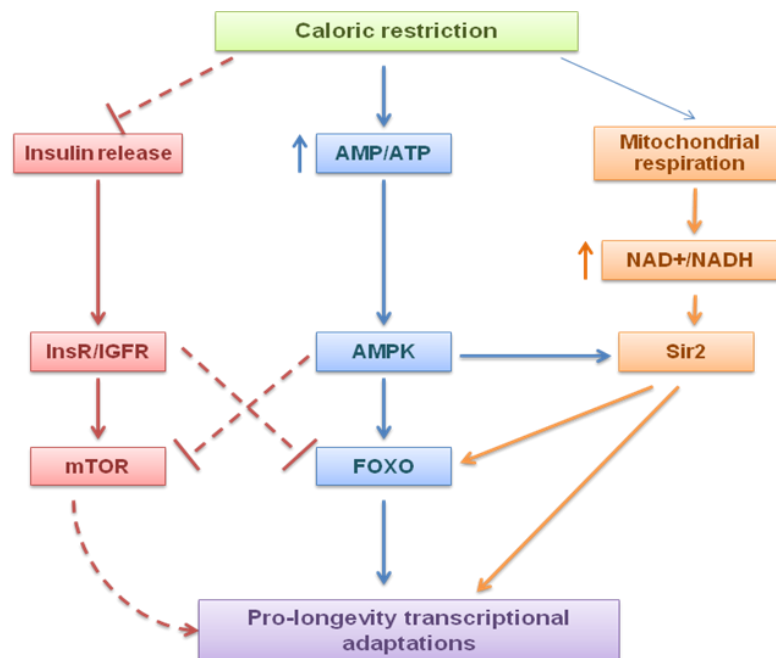 Caloric restriction
Insulin release
AMP/ATP
Mitochondrial
respiration
NAD+/NADH
InsR/IGFR
AMPK
Sir2
mTOR
FOXO
Pro-longevity transcriptional
adaptations